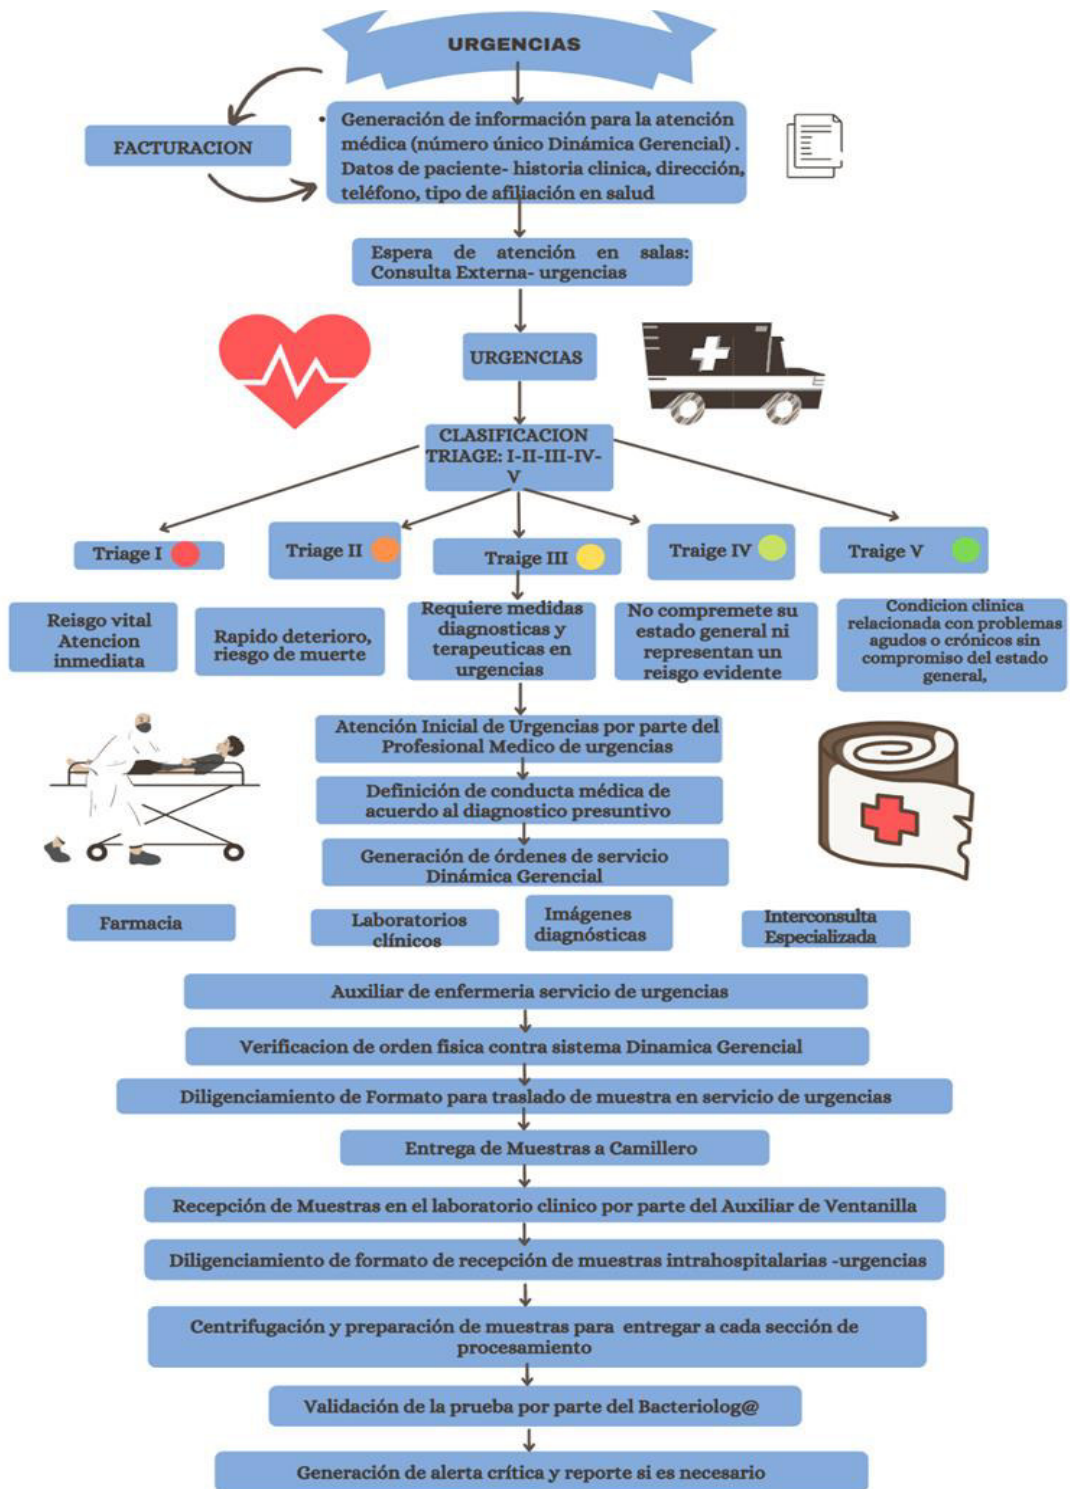 URGENCIAS
FACTURACION
• Generación de información para la atención
médica (número único Dinámica Gerencial) .
Datos de paciente- historia clinica, dirección,
teléfono, tipo de afiliación en salud
Espera de atención en salas:
Consulta Externa- urgencias
URGENCIAS
CLASIFICACION
TRIAGE: I-II-III-IV-
V
Triage I
Triage II
Traige III
Traige IV
Traige V
Reisgo vital
Atencion
inmediata
Rapido deterioro,
riesgo de muerte
Requiere medidas
diagnosticas y
terapeuticas en
urgencias
No compromete su
estado general ni
representan un
reisgo evidente
Condicion clinica
relacionada con problemas
agudos o crónicos sin
compromiso del estado
general,
Atención Inicial de Urgencias por parte del
Profesional Medico de urgencias
Definición de conducta médica de
acuerdo al diagnostico presuntivo
Generación de órdenes de servicio
Dinámica Gerencial
Farmacia
Laboratorios
clínicos
Imágenes
diagnósticas
Interconsulta
Especializada
Auxiliar de enfermeria servicio de urgencias
Verificacion de orden fisica contra sistema Dinamica Gerencial
Diligenciamiento de Formato para traslado de muestra en servicio de urgencias
Entrega de Muestras a Camillero
Recepción de Muestras en el laboratorio clinico por parte del Auxiliar de Ventanilla
Diligenciamiento de formato de recepción de muestras intrahospitalarias -urgencias
Centrifugación y preparación de muestras para entregar a cada sección de
procesamiento
Validación de la prueba por parte del Bacteriolog@
Generación de alerta crítica y reporte si es necesario